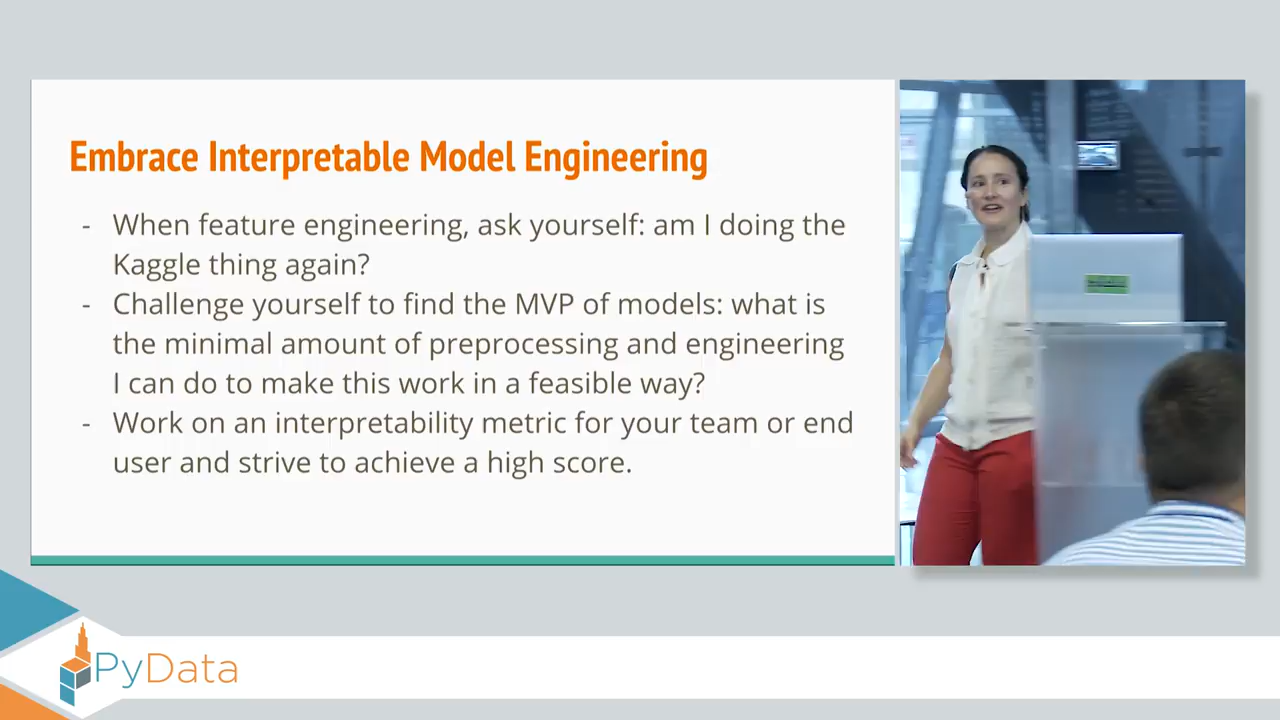 Embrace Interpretable Model Engineering
- When feature engineering, ask yourself: am I doing the
Kaggle thing again?
- Challenge yourself to find the MVP of models: what is
the minimal amount of preprocessing and engineering
I can do to make this work in a feasible way?
- Work on an interpretability metric for your team or end
user and strive to achieve a high score.
PyData